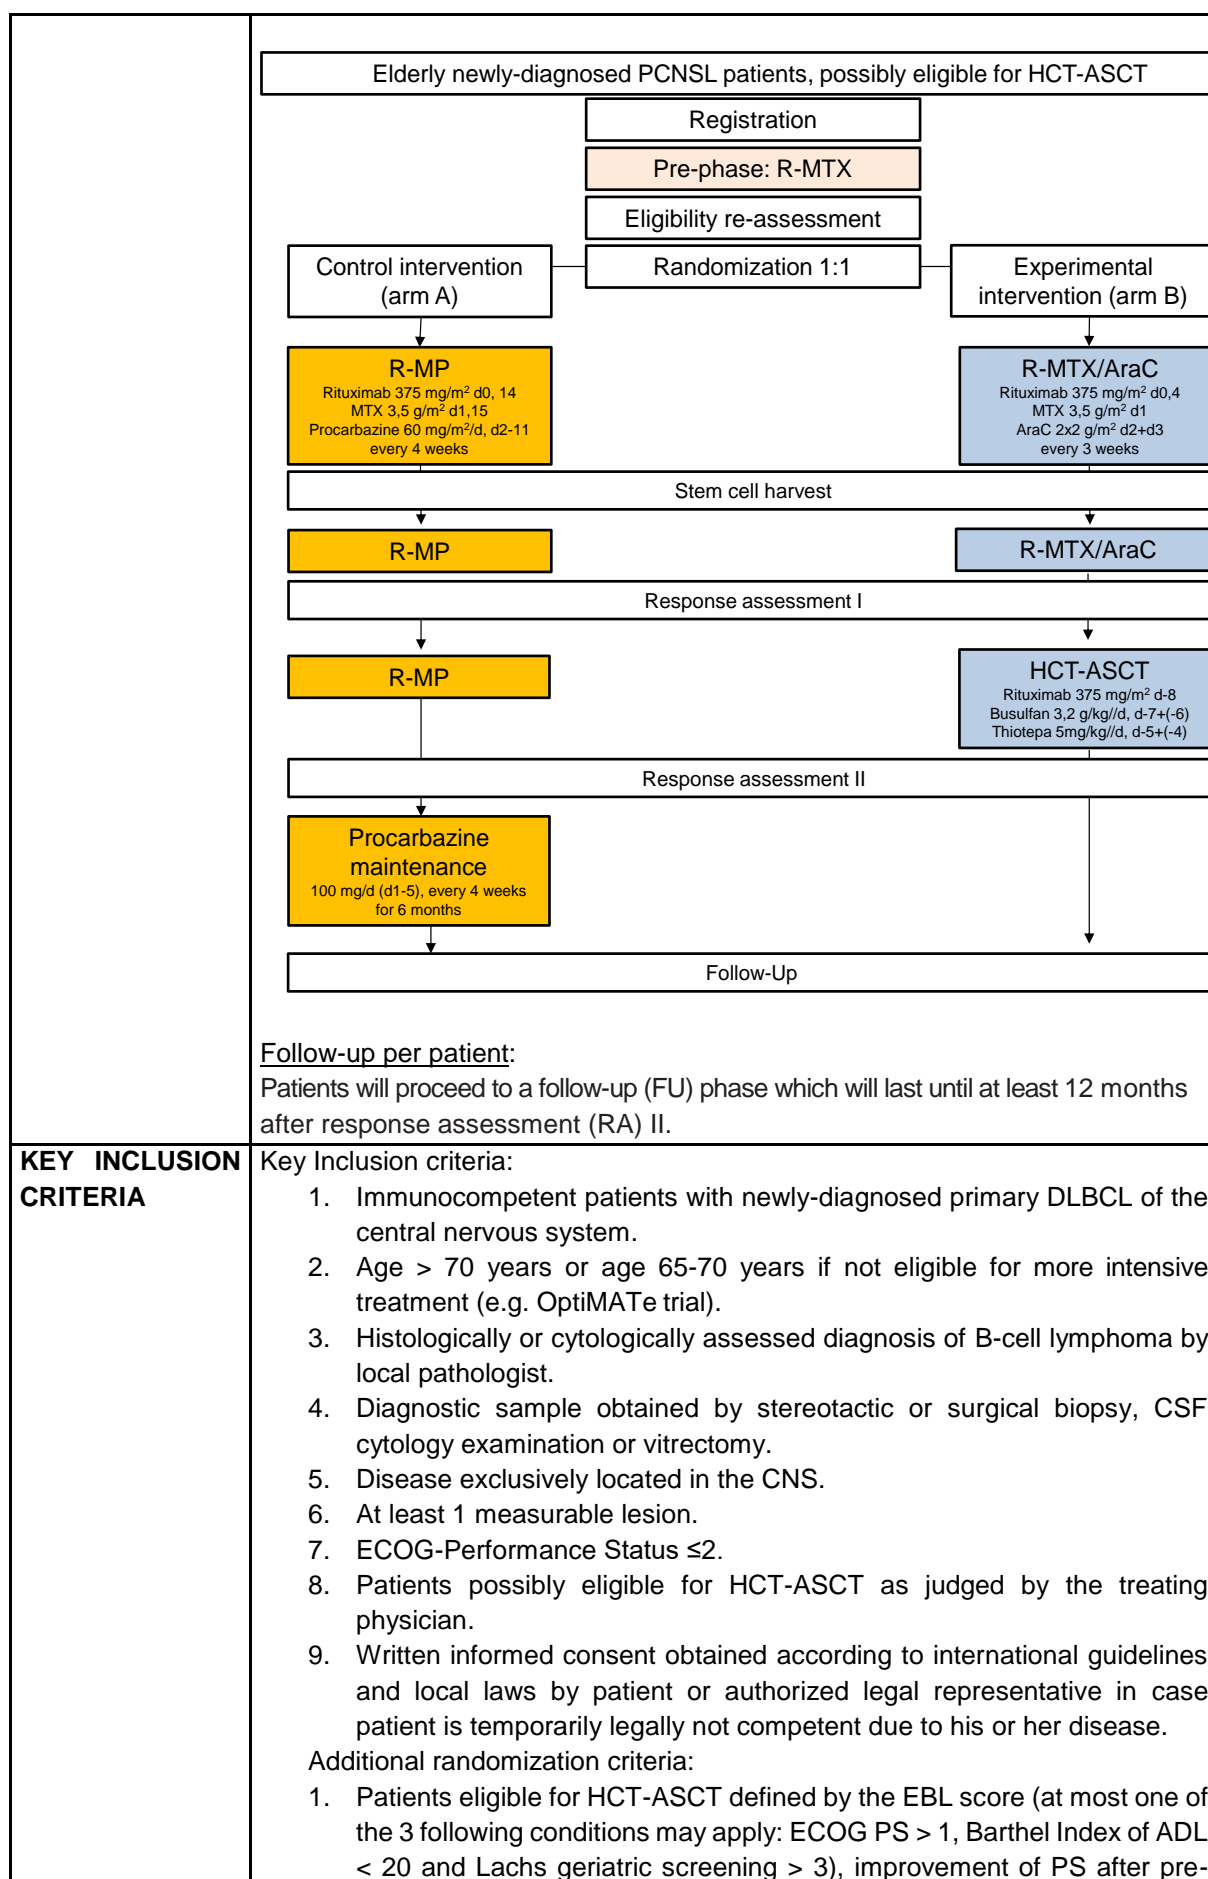 Elderly newly-diagnosed PCNSL patients, possibly eligible for HCT-ASCT
Registration
Pre-phase: R-MTX
Eligibility re-assessment
Randomization 1:1
Control intervention
(arm A)
Experimental
intervention (arm B)
R-MP
Rituximab 375 mg/m² d0, 14
MTX 3,5 g/m² d1,15
Procarbazine 60 mg/m²/d, d2-11
every 4 weeks
R-MTX/AraC
Rituximab 375 mg/m² d0,4
MTX 3,5 g/m² d1
AraC 2x2 g/m² d2+d3
every 3 weeks
Stem cell harvest
R-MP
R-MTX/AraC
Response assessment I
R-MP
HCT-ASCT
Rituximab 375 mg/m² d-8
Busulfan 3,2 g/kg//d, d-7+(-6)
Thiotepa 5mg/kg//d, d-5+(-4)
Response assessment II
Procarbazine
maintenance
100 mg/d (d1-5), every 4 weeks
for 6 months
Follow-Up
Follow-up per patient:
Patients will proceed to a follow-up (FU) phase which will last until at least 12 months
after response assessment (RA) II.
KEY INCLUSION
CRITERIA
Key Inclusion criteria:
1. Immunocompetent patients with newly-diagnosed primary DLBCL of the
central nervous system.
2. Age > 70 years or age 65-70 years if not eligible for more intensive
treatment (e.g. OptiMATe trial).
3. Histologically or cytologically assessed diagnosis of B-cell lymphoma by
local pathologist.
4. Diagnostic sample obtained by stereotactic or surgical biopsy, CSF
cytology examination or vitrectomy.
5. Disease exclusively located in the CNS.
6. At least 1 measurable lesion.
7. ECOG-Performance Status ≤2.
8. Patients possibly eligible for HCT-ASCT as judged by the treating
physician.
9. Written informed consent obtained according to international guidelines
and local laws by patient or authorized legal representative in case
patient is temporarily legally not competent due to his or her disease.
Additional randomization criteria:
1. Patients eligible for HCT-ASCT defined by the EBL score (at most one of
the 3 following conditions may apply: ECOG PS > 1, Barthel Index of ADL
< 20 and Lachs geriatric screening > 3), improvement of PS after pre-